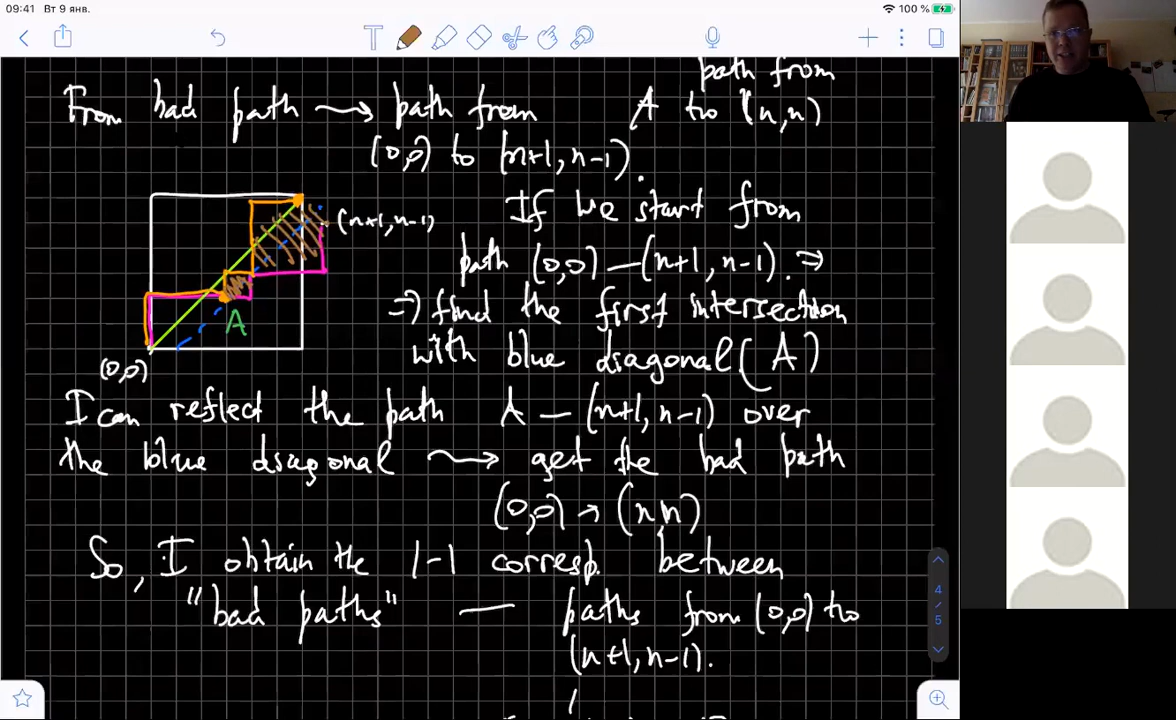 09:41 Вт 9 янв.
100 %
path from
From bad path → path from A to (n,n)
(0,0) to (n+1, n-1).
If we start from
(n+1, n-1)
path (0,0) — (n+1, n-1). ⇒
⇒ find the first intersection
A
with blue diagonal (A)
(0,0)
I can reflect the path A — (n+1, n-1) over
the blue diagonal → get the bad path
(0,0) → (n,n)
So, I obtain the 1-1 corresp. between
"bad paths" — paths from (0,0) to
(n+1, n-1).
4/5